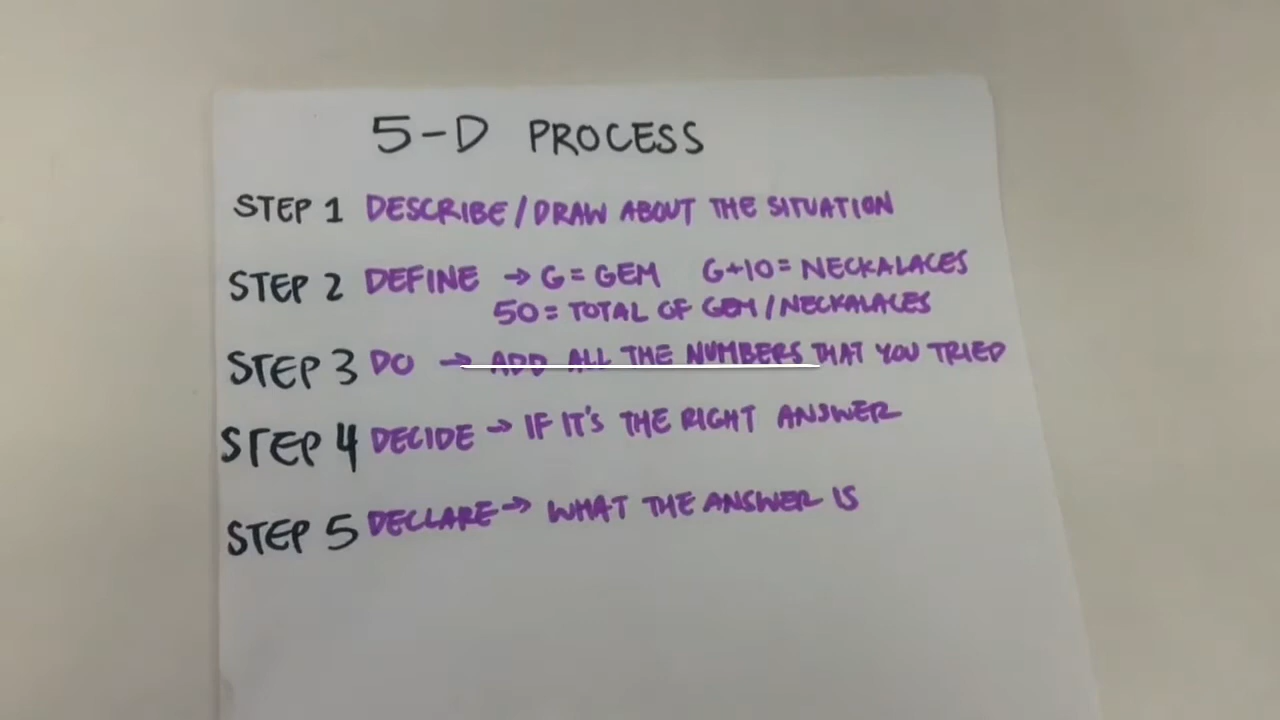 5-D PROCESS
STEP 1 DESCRIBE/DRAW ABOUT THE SITUATION
STEP 2 DEFINE → G = GEM G+10 = NECKALACES
50 = TOTAL OF GEM/NECKALACES
STEP 3 DO → ADD ALL THE NUMBERS THAT YOU TRIED
STEP 4 DECIDE → IF IT'S THE RIGHT ANSWER
STEP 5 DECLARE → WHAT THE ANSWER IS